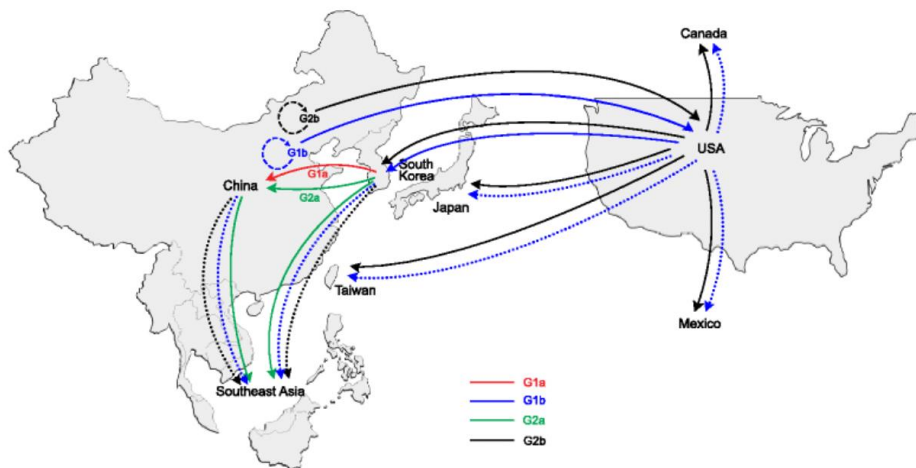 Canada
G2b
G1b
USA
South
Korea
G1a
China
G2a
Japan
Taiwan
Mexico
Southeast Asia
G1a
G1b
G2a
G2b